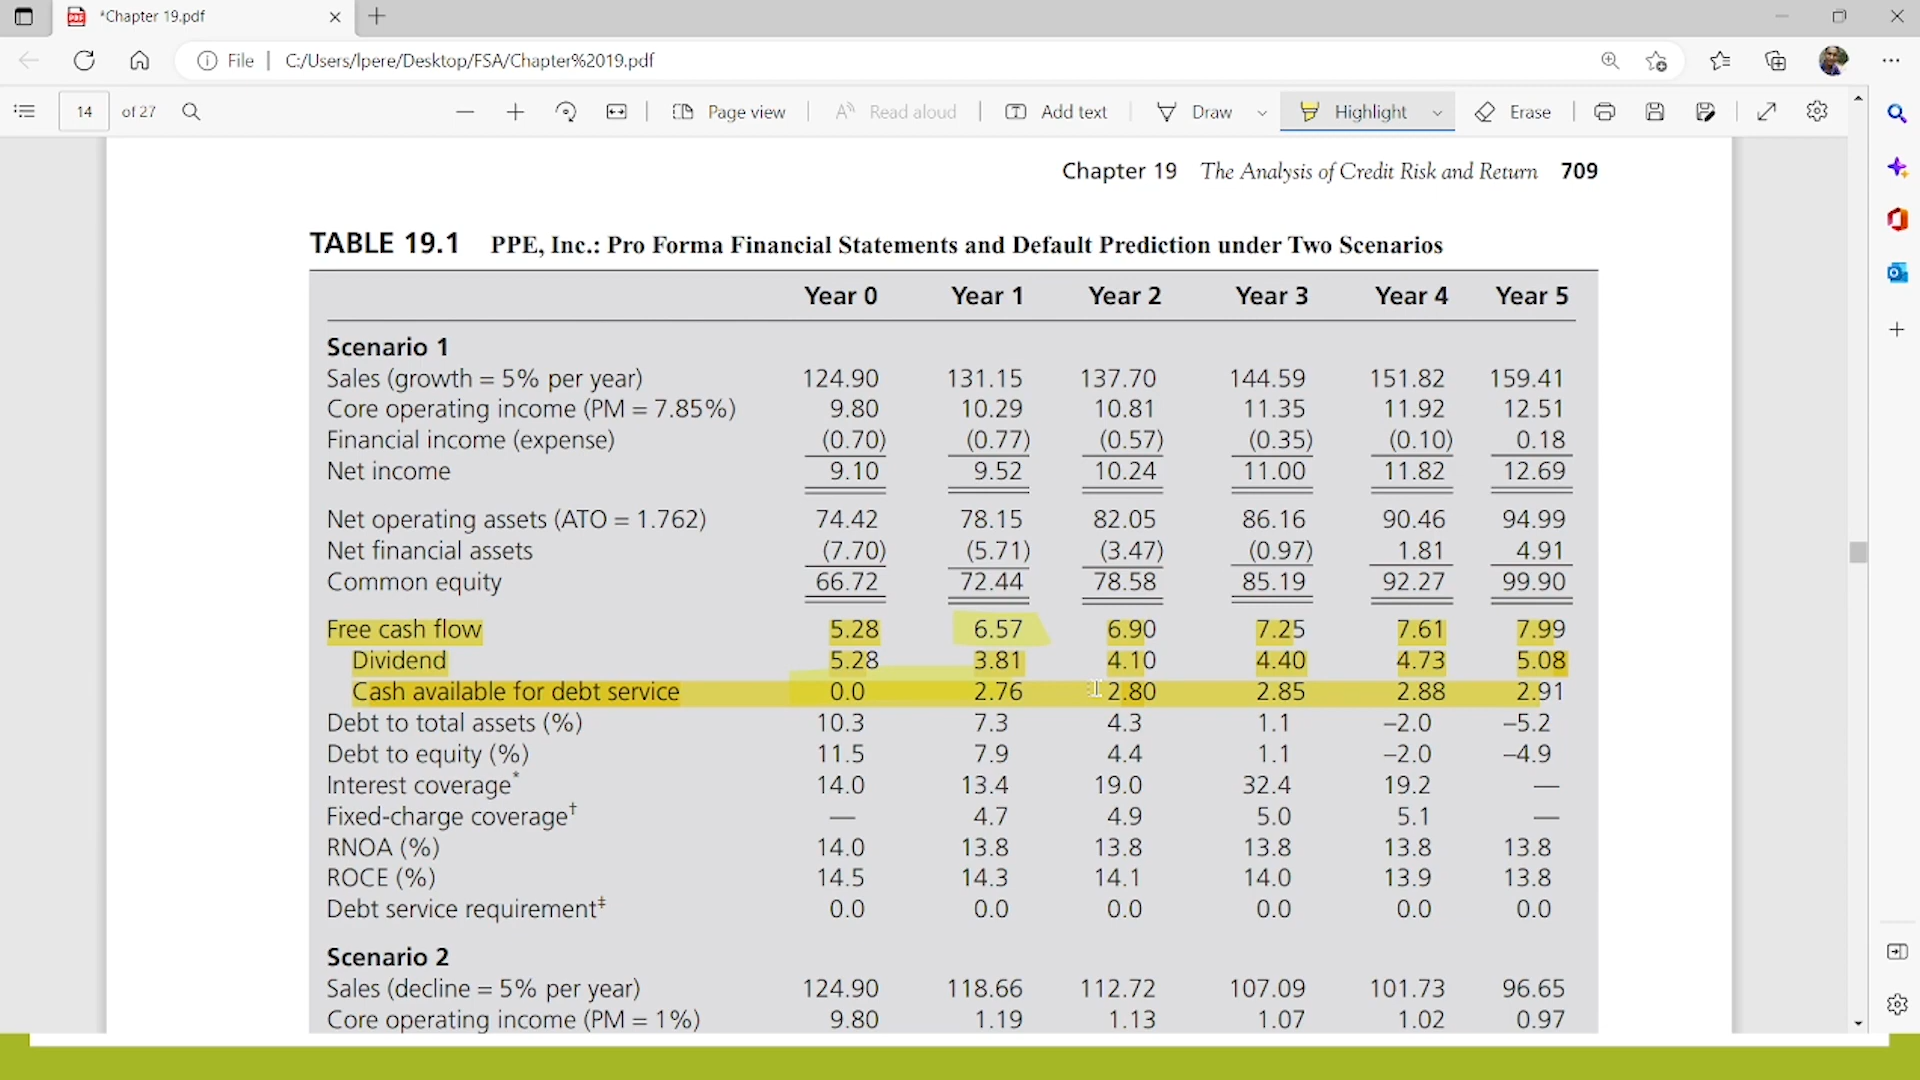 *Chapter 19.pdf
File | C:/Users/lpere/Desktop/FSA/Chapter%2019.pdf
14 of 27 Page view Read aloud Add text Draw Highlight Erase
Chapter 19 The Analysis of Credit Risk and Return 709
TABLE 19.1 PPE, Inc.: Pro Forma Financial Statements and Default Prediction under Two Scenarios
Year 0 Year 1 Year 2 Year 3 Year 4 Year 5
Scenario 1
Sales (growth = 5% per year) 124.90 131.15 137.70 144.59 151.82 159.41
Core operating income (PM = 7.85%) 9.80 10.29 10.81 11.35 11.92 12.51
Financial income (expense) (0.70) (0.77) (0.57) (0.35) (0.10) 0.18
Net income 9.10 9.52 10.24 11.00 11.82 12.69
Net operating assets (ATO = 1.762) 74.42 78.15 82.05 86.16 90.46 94.99
Net financial assets (7.70) (5.71) (3.47) (0.97) 1.81 4.91
Common equity 66.72 72.44 78.58 85.19 92.27 99.90
Free cash flow 5.28 6.57 6.90 7.25 7.61 7.99
Dividend 5.28 3.81 4.10 4.40 4.73 5.08
Cash available for debt service 0.0 2.76 2.80 2.85 2.88 2.91
Debt to total assets (%) 10.3 7.3 4.3 1.1 –2.0 –5.2
Debt to equity (%) 11.5 7.9 4.4 1.1 –2.0 –4.9
Interest coverage* 14.0 13.4 19.0 32.4 19.2 —
Fixed-charge coverage† — 4.7 4.9 5.0 5.1 —
RNOA (%) 14.0 13.8 13.8 13.8 13.8 13.8
ROCE (%) 14.5 14.3 14.1 14.0 13.9 13.8
Debt service requirement‡ 0.0 0.0 0.0 0.0 0.0 0.0
Scenario 2
Sales (decline = 5% per year) 124.90 118.66 112.72 107.09 101.73 96.65
Core operating income (PM = 1%) 9.80 1.19 1.13 1.07 1.02 0.97